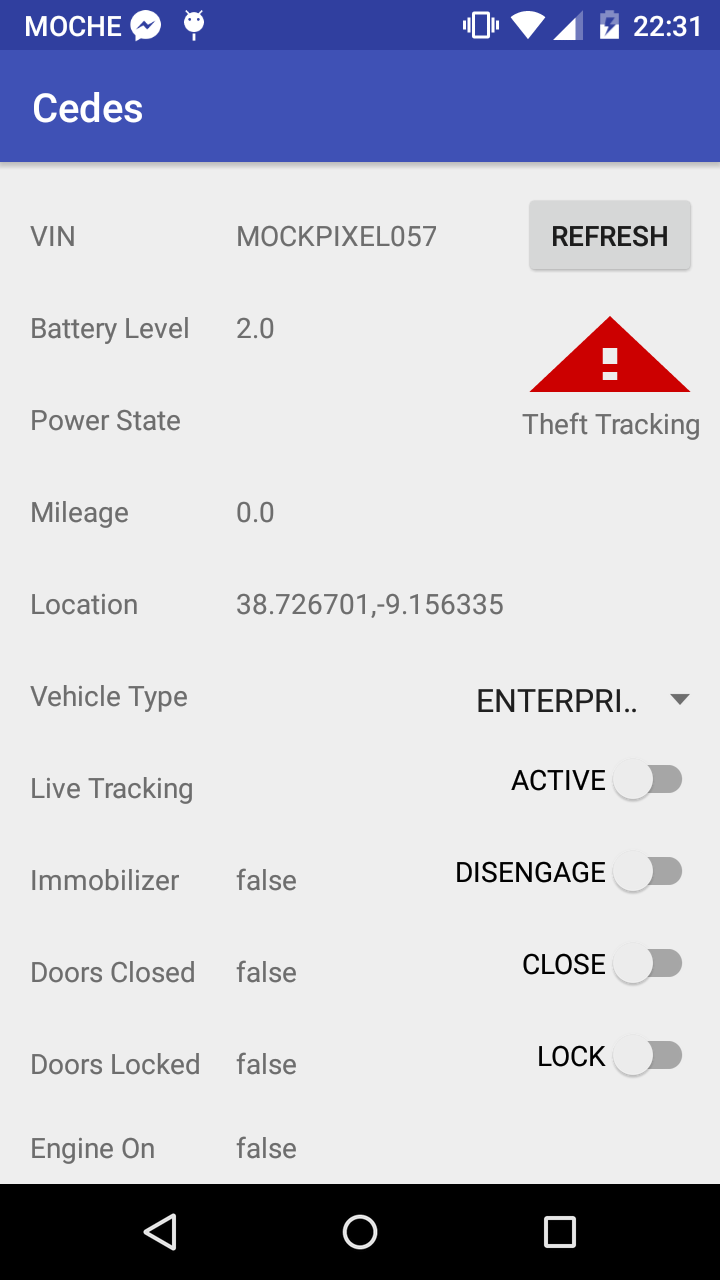 MOCHE 22:31
Cedes
VIN MOCKPIXEL057 REFRESH
Battery Level 2.0
Power State Theft Tracking
Mileage 0.0
Location 38.726701,-9.156335
Vehicle Type ENTERPRI..
Live Tracking ACTIVE
Immobilizer false DISENGAGE
Doors Closed false CLOSE
Doors Locked false LOCK
Engine On false